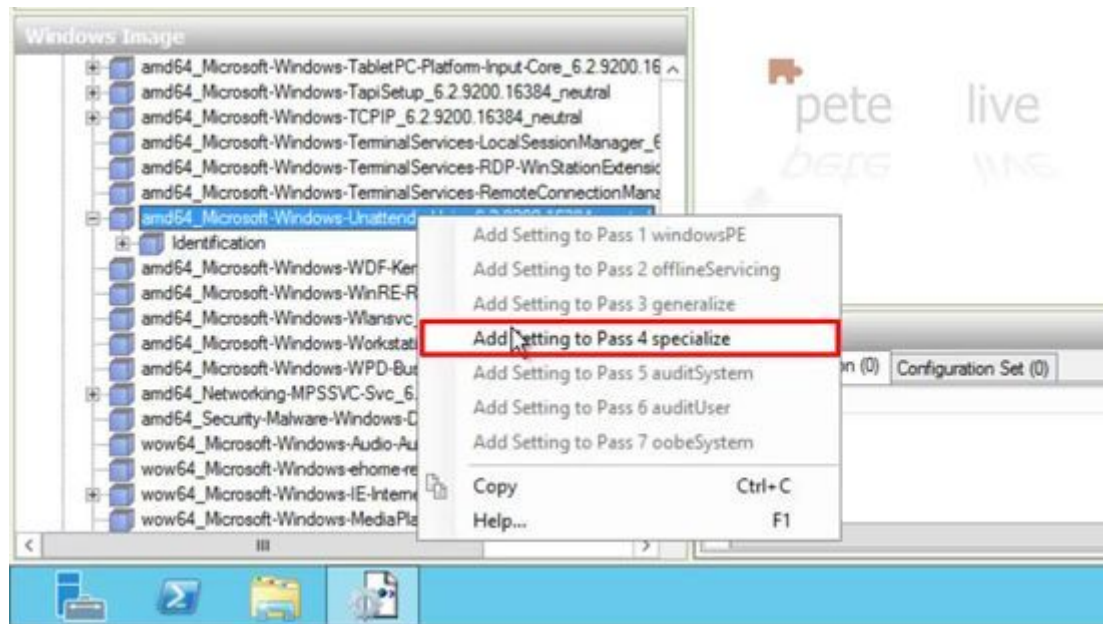 Windows Image
amd64_Microsoft-Windows-TabletPC-Platform-Input-Core_6.2.9200.16
amd64_Microsoft-Windows-TapiSetup_6.2.9200.16384_neutral
amd64_Microsoft-Windows-TCPIP_6.2.9200.16384_neutral
amd64_Microsoft-Windows-TerminalServices-LocalSessionManager_6
amd64_Microsoft-Windows-TerminalServices-RDP-WinStationExtensic
amd64_Microsoft-Windows-TerminalServices-RemoteConnectionMana
amd64_Microsoft-Windows-Unattend
Identification
amd64_Microsoft-Windows-WDF-Ker
amd64_Microsoft-Windows-WinRE-R
amd64_Microsoft-Windows-Wlansvc_
amd64_Microsoft-Windows-Workstati
amd64_Microsoft-Windows-WPD-Bus
amd64_Networking-MPSSVC-Svc_6.
amd64_Security-Malware-Windows-D
wow64_Microsoft-Windows-Audio-Au
wow64_Microsoft-Windows-ehome-re
wow64_Microsoft-Windows-IE-Interne
wow64_Microsoft-Windows-MediaPla
Add Setting to Pass 1 windowsPE
Add Setting to Pass 2 offlineServicing
Add Setting to Pass 3 generalize
Add Setting to Pass 4 specialize
Add Setting to Pass 5 auditSystem
Add Setting to Pass 6 auditUser
Add Setting to Pass 7 oobeSystem
Copy Ctrl+C
Help... F1
pete live
on (0) Configuration Set (0)